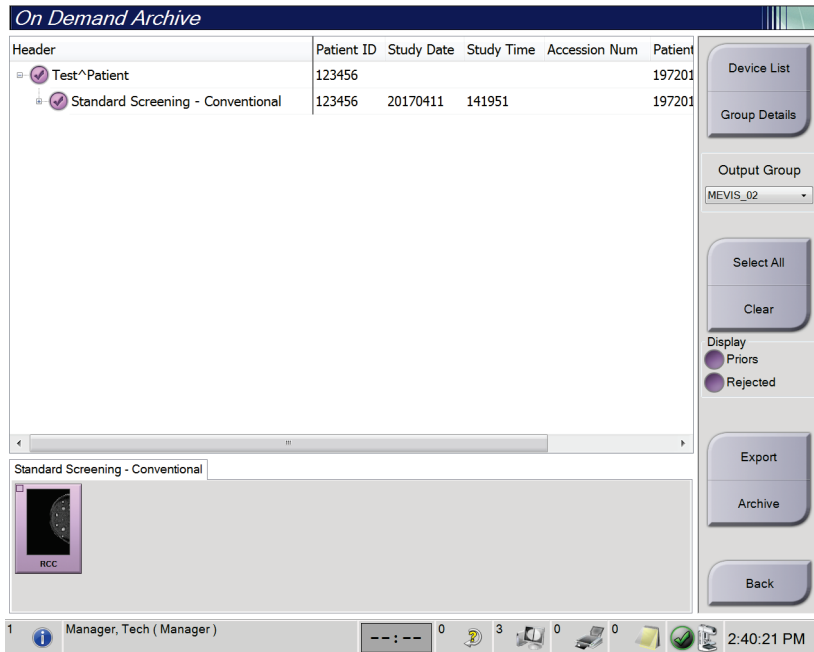 On Demand Archive
Header Patient ID Study Date Study Time Accession Num Patient
Test^Patient 123456 197201
Standard Screening - Conventional 123456 20170411 141951 197201
Device List
Group Details
Output Group
MEVIS_02
Select All
Clear
Display
Priors
Rejected
Standard Screening - Conventional
RCC
Export
Archive
Back
1 Manager, Tech ( Manager ) --:-- 0 3 0 0 2:40:21 PM